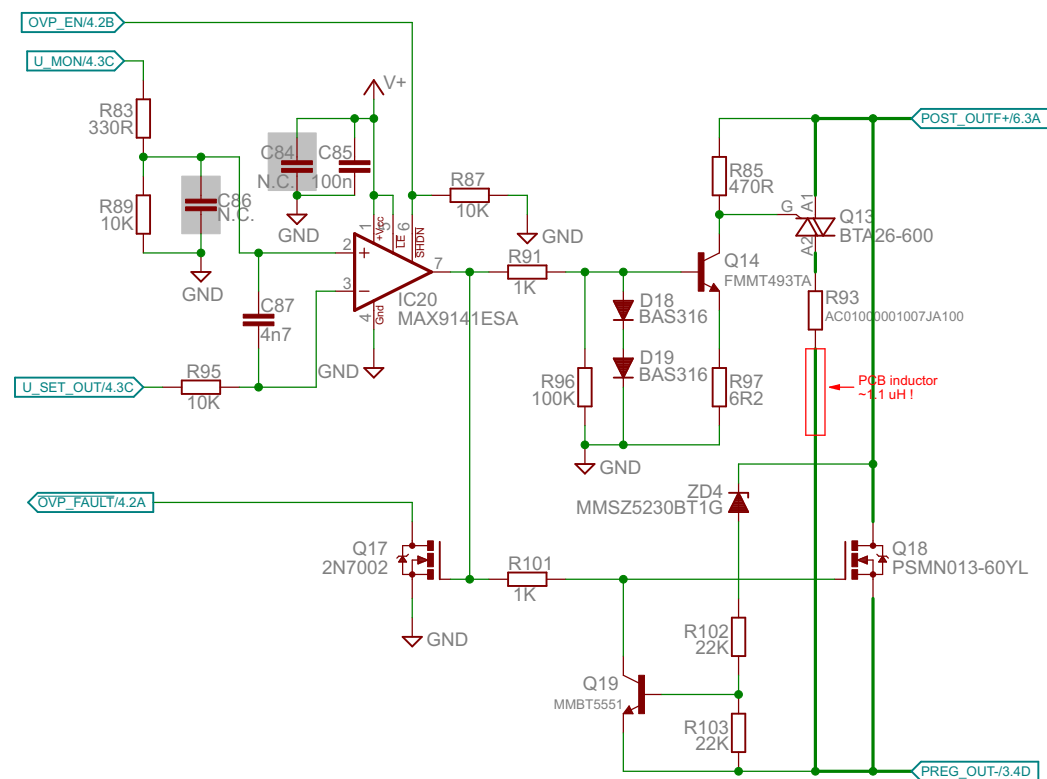 OVP_EN/4.2B
U_MON/4.3C
V+
POST_OUTF+/6.3A
R83
330R
C84
N.C.
C85
100n
R85
470R
R89
10K
C86
N.C.
GND
R87
10K
GND
G
A1
A2
Q13
BTA26-600
GND
1
+Vcc
5
LE
6
SHDN
2
+
3
-
4
Gnd
7
IC20
MAX9141ESA
R91
1K
Q14
FMMT493TA
C87
4n7
D18
BAS316
R93
AC01000001007JA100
GND
D19
BAS316
U_SET_OUT/4.3C
R95
10K
R96
100K
R97
6R2
PCB inductor
~1.1 uH !
GND
OVP_FAULT/4.2A
ZD4
MMSZ5230BT1G
Q17
2N7002
R101
1K
Q18
PSMN013-60YL
GND
R102
22K
Q19
MMBT5551
R103
22K
PREG_OUT-/3.4D